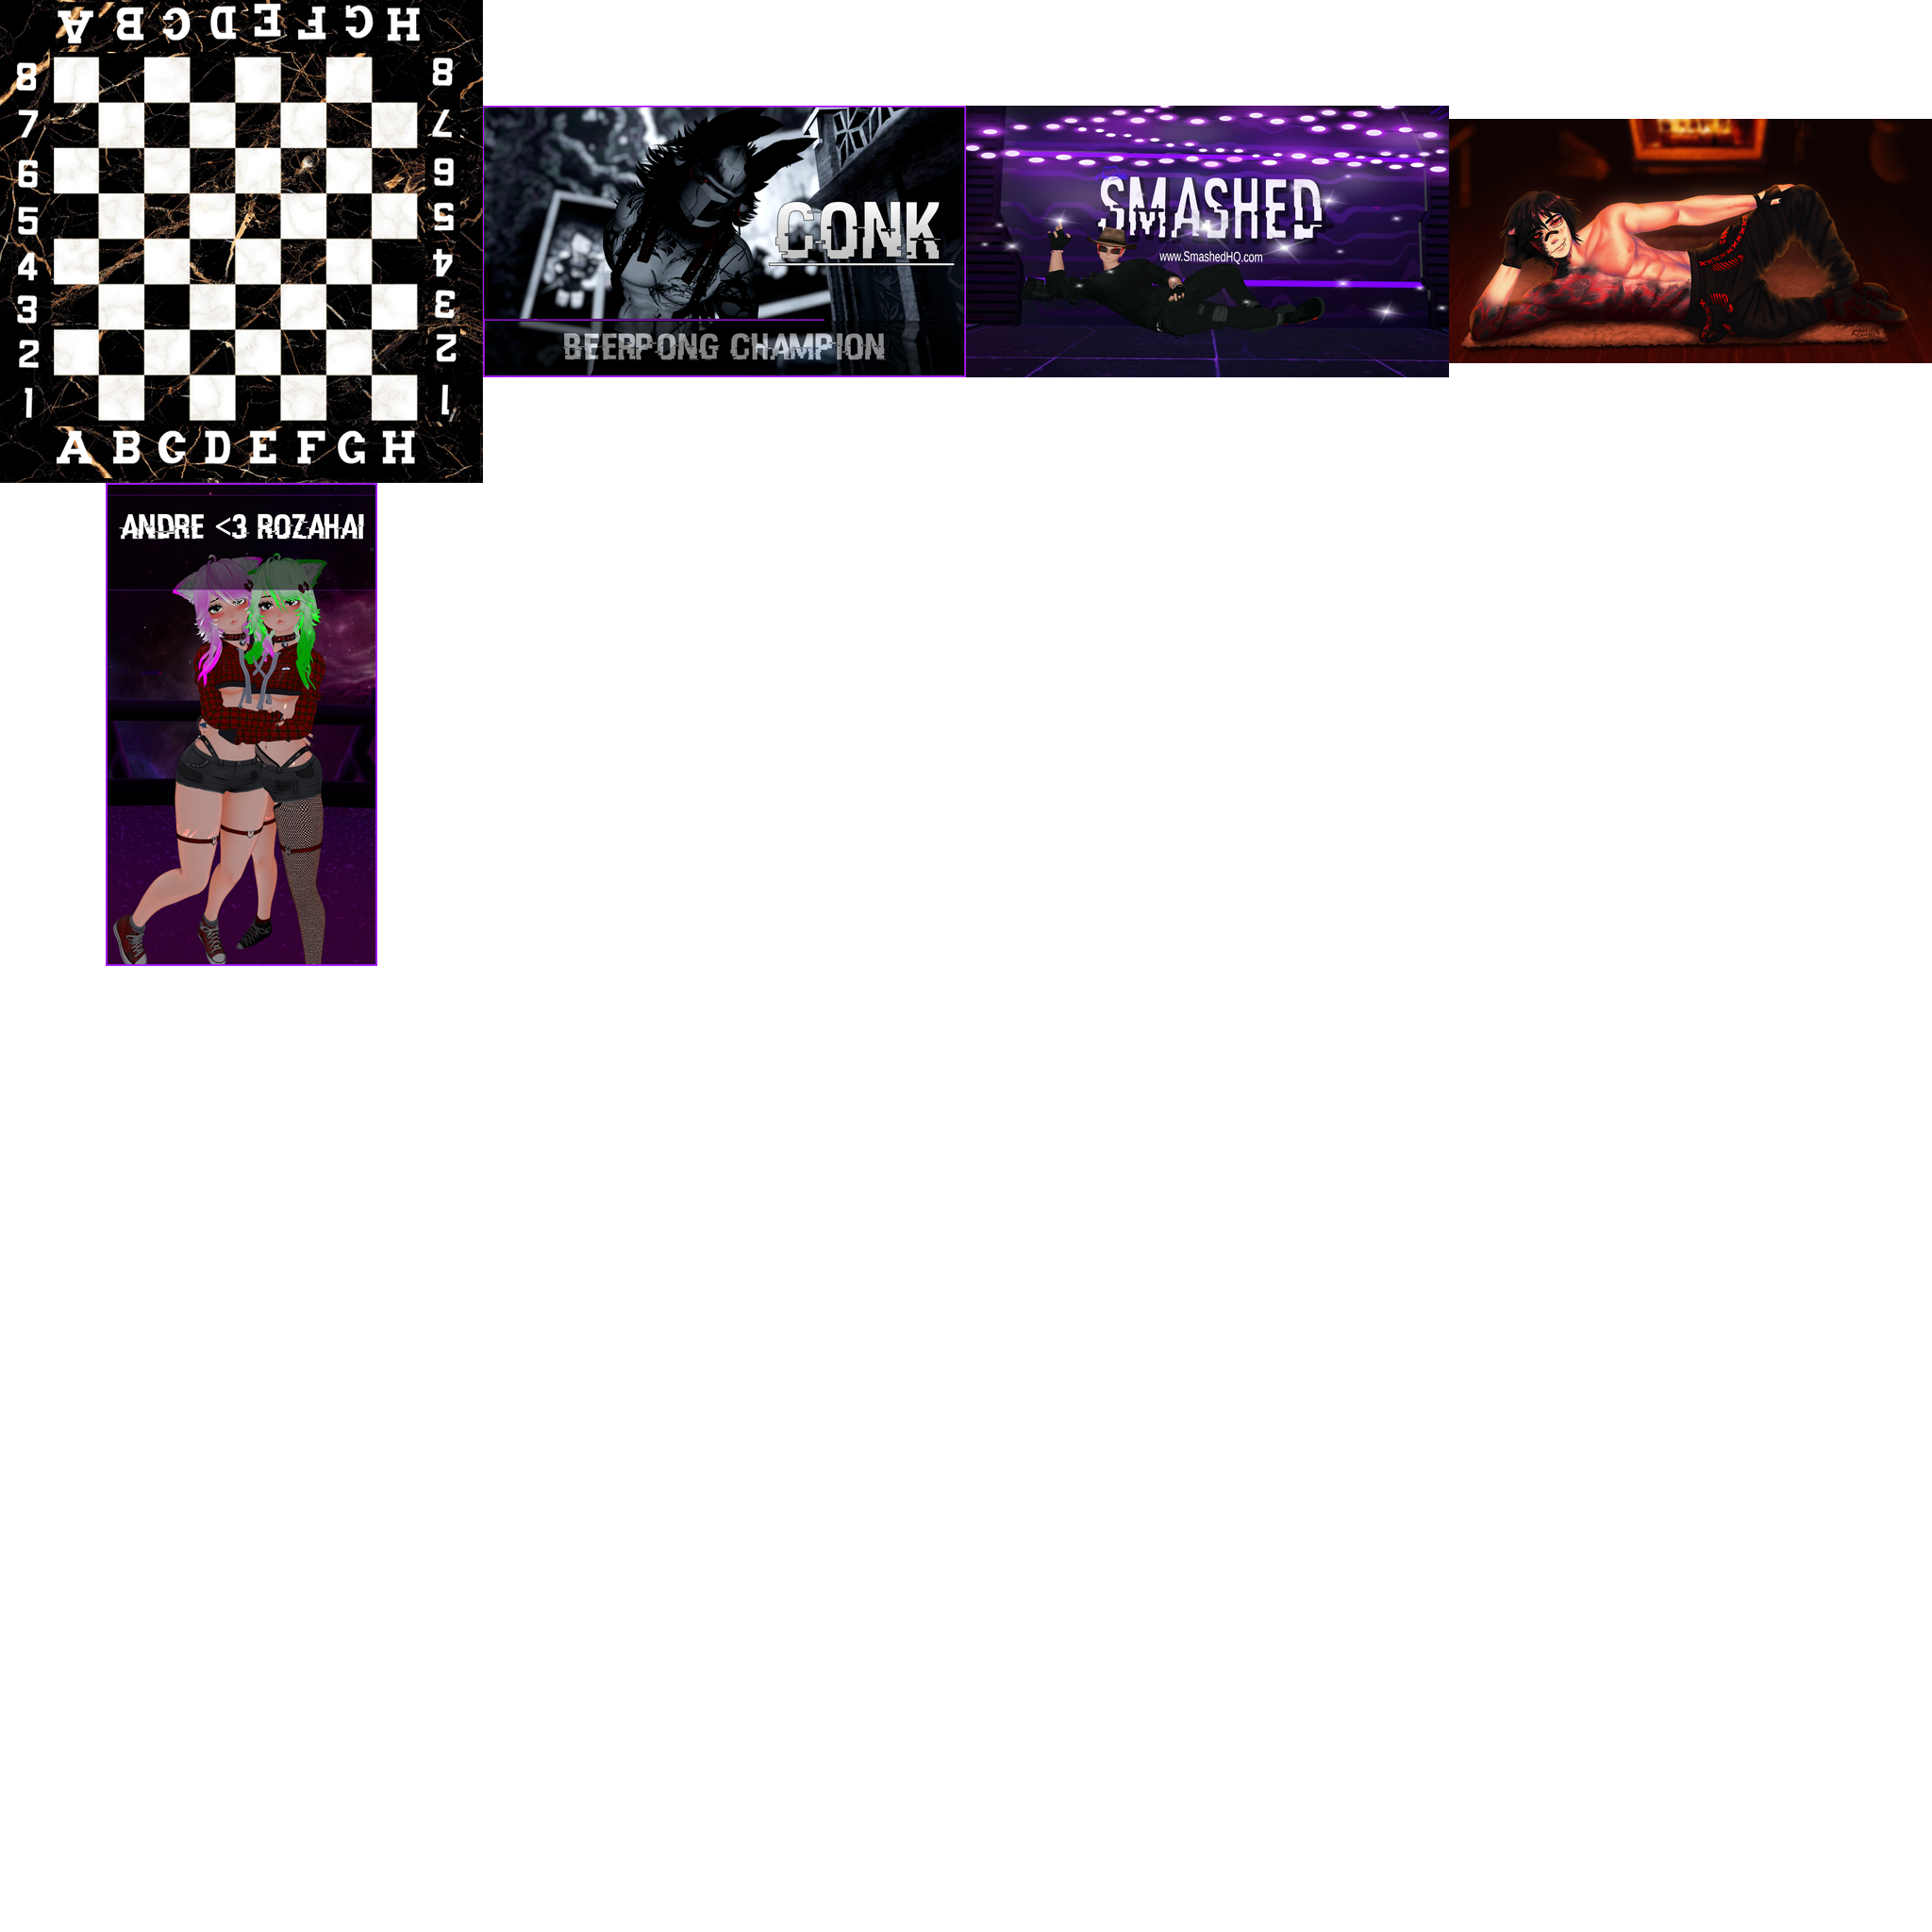 A B C D E F G H
8 8
7 7
6 6
5 5
4 4
3 3
2 2
1 1
A B C D E F G H
CONK
BEERPONG CHAMPION
SMASHED
www.SmashedHQ.com
ANDRE <3 ROZAHAI